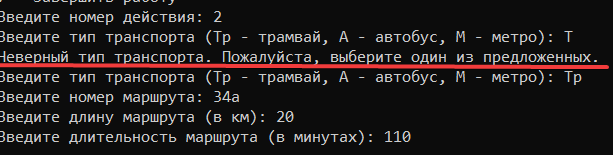 Завершить работу
Введите номер действия: 2
Введите тип транспорта (Тр - трамвай, А - автобус, М - метро): Т
Неверный тип транспорта. Пожалуйста, выберите один из предложенных.
Введите тип транспорта (Тр - трамвай, А - автобус, М - метро): Тр
Введите номер маршрута: 34а
Введите длину маршрута (в км): 20
Введите длительность маршрута (в минутах): 110